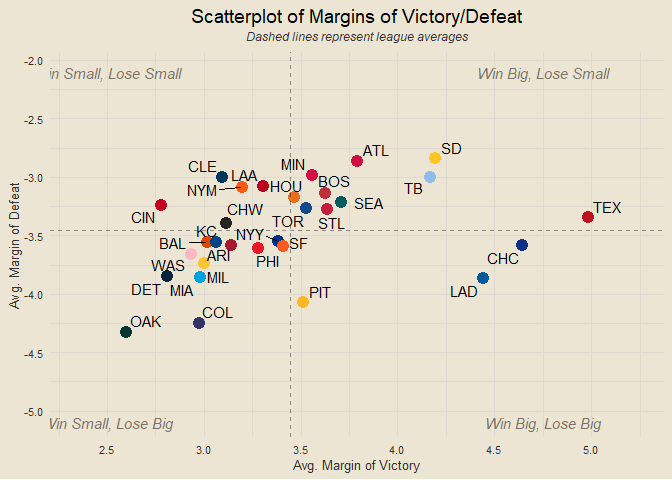 Scatterplot of Margins of Victory/Defeat
Dashed lines represent league averages
-2.0
in Small, Lose Small
Win Big, Lose Small
-2.5
ATL
SD
MIN
CLE
LAA
-3.0
NYM
HOU
BOS
TB
SEA
TEX
CIN
CHW
TOR
STL
-3.5
KC
NYY
BAL
SF
ARI
PHI
CHC
WAS
MIL
DET
MIA
LAD
PIT
-4.0
COL
OAK
-4.5
-5.0
Win Small, Lose Big
Win Big, Lose Big
2.5
3.0
3.5
4.0
4.5
5.0
Avg. Margin of Victory
Avg. Margin of Defeat